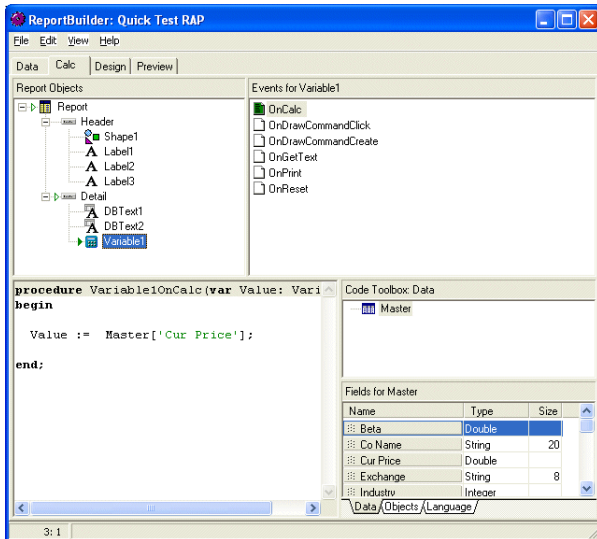 ReportBuilder: Quick Test RAP
File Edit View Help
Data Calc Design Preview
Report Objects
Report
Header
Shape1
Label1
Label2
Label3
Detail
DBText1
DBText2
Variable1
Events for Variable1
OnCalc
OnDrawCommandClick
OnDrawCommandCreate
OnGetText
OnPrint
OnReset
procedure Variable1OnCalc(var Value: Vari
begin
Value := Master['Cur Price'];
end;
Code Toolbox: Data
Master
Fields for Master
Name Type Size
Beta Double
Co Name String 20
Cur Price Double
Exchange String 8
Industry Integer
Data Objects Language
3: 1